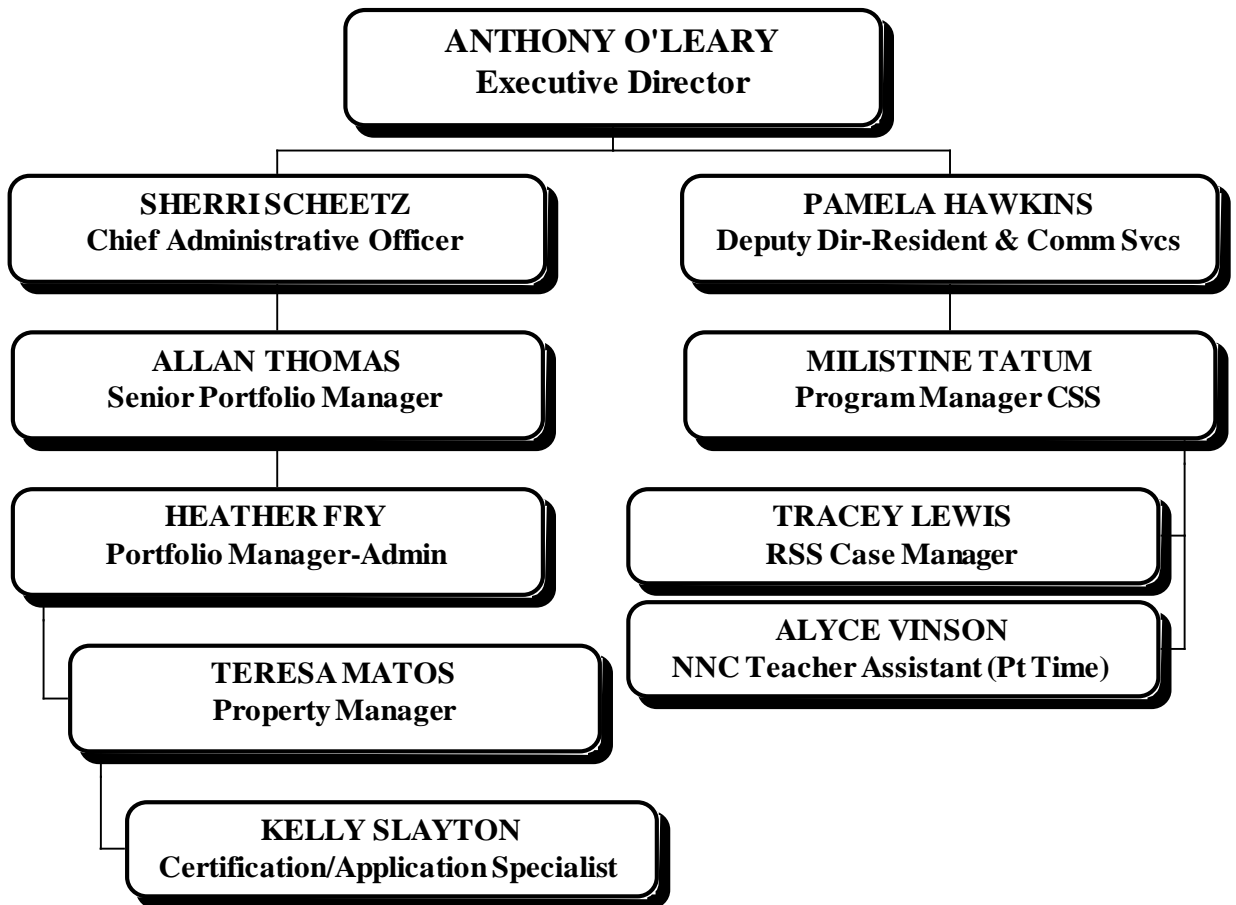 ANTHONY O'LEARY
Executive Director
SHERRI SCHEETZ
Chief Administrative Officer
PAMELA HAWKINS
Deputy Dir-Resident & Comm Svcs
ALLAN THOMAS
Senior Portfolio Manager
MILISTINE TATUM
Program Manager CSS
HEATHER FRY
Portfolio Manager-Admin
TRACEY LEWIS
RSS Case Manager
ALYCE VINSON
NNC Teacher Assistant (Pt Time)
TERESA MATOS
Property Manager
KELLY SLAYTON
Certification/Application Specialist